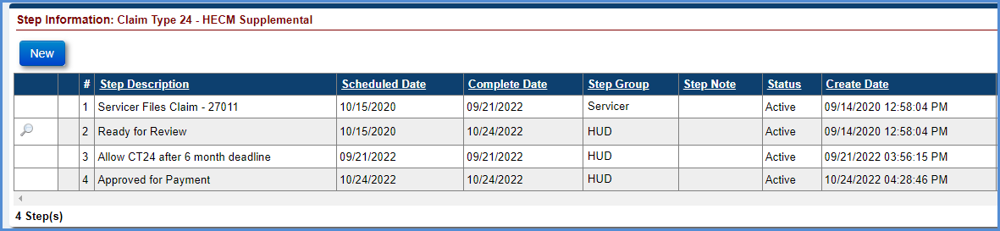 Step Information: Claim Type 24 - HECM Supplemental
New
# Step Description Scheduled Date Complete Date Step Group Step Note Status Create Date
1 Servicer Files Claim - 27011 10/15/2020 09/21/2022 Servicer Active 09/14/2020 12:58:04 PM
2 Ready for Review 10/15/2020 10/24/2022 HUD Active 09/14/2020 12:58:04 PM
3 Allow CT24 after 6 month deadline 09/21/2022 09/21/2022 HUD Active 09/21/2022 03:56:15 PM
4 Approved for Payment 10/24/2022 10/24/2022 HUD Active 10/24/2022 04:28:46 PM
4 Step(s)